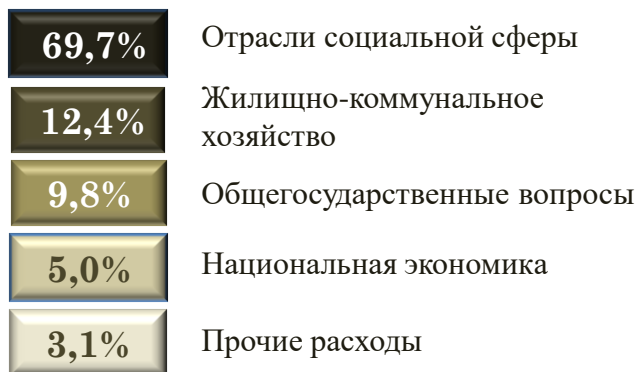 69,7% Отрасли социальной сферы
12,4% Жилищно-коммунальное
хозяйство
9,8% Общегосударственные вопросы
5,0% Национальная экономика
3,1% Прочие расходы